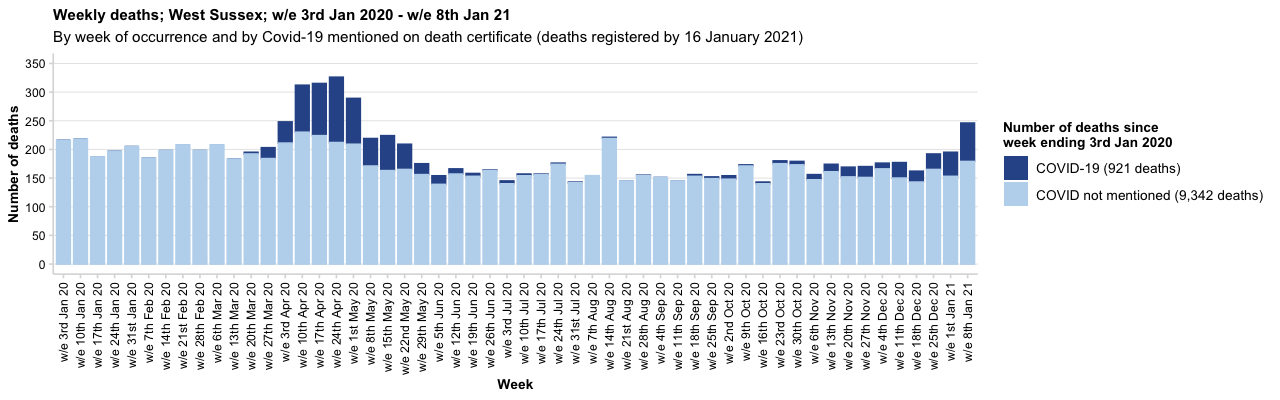 Weekly deaths; West Sussex; w/e 3rd Jan 2020 - w/e 8th Jan 21
By week of occurrence and by Covid-19 mentioned on death certificate (deaths registered by 16 January 2021)
Number of deaths
350
300
250
200
150
100
50
0
w/e 3rd Jan 20
w/e 10th Jan 20
w/e 17th Jan 20
w/e 24th Jan 20
w/e 31st Jan 20
w/e 7th Feb 20
w/e 14th Feb 20
w/e 21st Feb 20
w/e 28th Feb 20
w/e 6th Mar 20
w/e 13th Mar 20
w/e 20th Mar 20
w/e 27th Mar 20
w/e 3rd Apr 20
w/e 10th Apr 20
w/e 17th Apr 20
w/e 24th Apr 20
w/e 1st May 20
w/e 8th May 20
w/e 15th May 20
w/e 22nd May 20
w/e 29th May 20
w/e 5th Jun 20
w/e 12th Jun 20
w/e 19th Jun 20
w/e 26th Jun 20
w/e 3rd Jul 20
w/e 10th Jul 20
w/e 17th Jul 20
w/e 24th Jul 20
w/e 31st Jul 20
w/e 7th Aug 20
w/e 14th Aug 20
w/e 21st Aug 20
w/e 28th Aug 20
w/e 4th Sep 20
w/e 11th Sep 20
w/e 18th Sep 20
w/e 25th Sep 20
w/e 2nd Oct 20
w/e 9th Oct 20
w/e 16th Oct 20
w/e 23rd Oct 20
w/e 30th Oct 20
w/e 6th Nov 20
w/e 13th Nov 20
w/e 20th Nov 20
w/e 27th Nov 20
w/e 4th Dec 20
w/e 11th Dec 20
w/e 18th Dec 20
w/e 25th Dec 20
w/e 1st Jan 21
w/e 8th Jan 21
Week
Number of deaths since
week ending 3rd Jan 2020
COVID-19 (921 deaths)
COVID not mentioned (9,342 deaths)